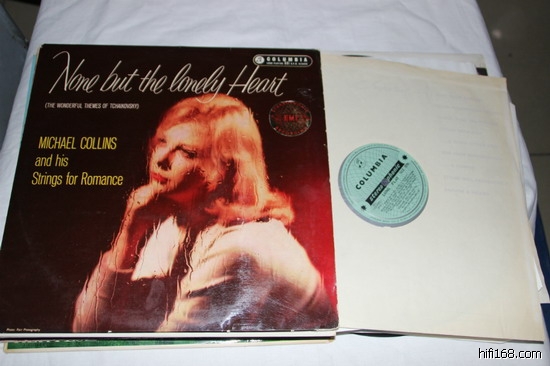 COLUMBIA
None but the lonely Heart
(THE WONDERFUL THEMES OF TCHAIKOVSKY)
MICHAEL COLLINS
and his
Strings for Romance
EMI
COLUMBIA
hifi168.com